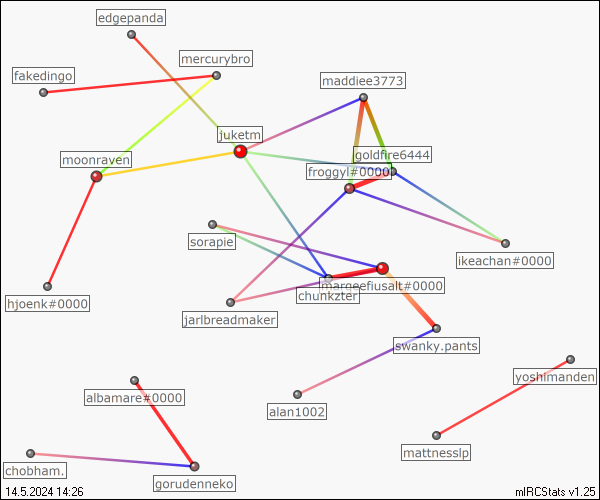 edgepanda
mercurybro
fakedingo
maddiee3773
juketm
moonraven
goldfire6444
froggyl#0000
sorapie
ikeachan#0000
margeefiusalt#0000
chunkzter
hjoenk#0000
jarlbreadmaker
swanky.pants
yoshimanden
albamare#0000
alan1002
mattnesslp
chobham.
gorudenneko
14.5.2024 14:26
mIRCStats v1.25